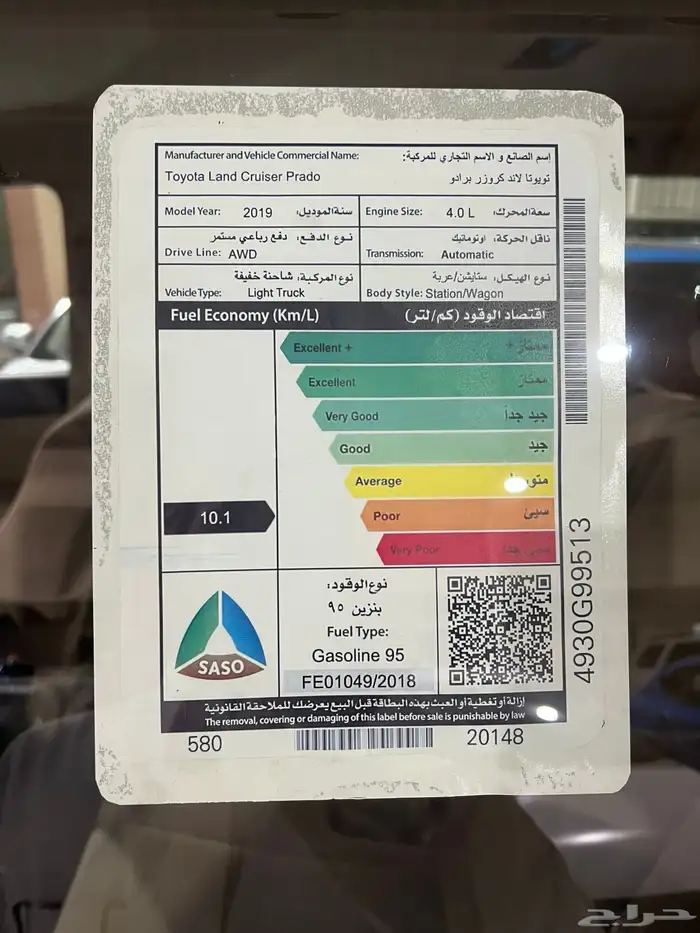 Manufacturer and Vehicle Commercial Name: إسم الصانع و الاسم التجاري للمركبة:
Toyota Land Cruiser Prado تويوتا لاند كروزر برادو
Model Year: 2019 سنة الموديل: Engine Size: 4.0 L سعة المحرك:
نوع الدفع: دفع رباعي مستمر ناقل الحركة: اوتوماتيك
Drive Line: AWD Transmission: Automatic
نوع المركبة: شاحنة خفيفة نوع الهيكل: ستايشن/عربة
Vehicle Type: Light Truck Body Style: Station/Wagon
Fuel Economy (Km/L) اقتصاد الوقود (كم/لتر)
Excellent + ممتاز +
Excellent ممتاز
Very Good جيد جداً
Good جيد
Average متوسط
10.1 Poor سيئ
Very Poor سيئ جداً
نوع الوقود:
بنزين ٩٥
Fuel Type:
Gasoline 95
SASO
FE01049/2018
4930G99513
إزالة أو تغطية أو العبث بهذه البطاقة قبل البيع يعرضك للملاحقة القانونية
The removal, covering or damaging of this label before sale is punishable by law
580 20148
حراج